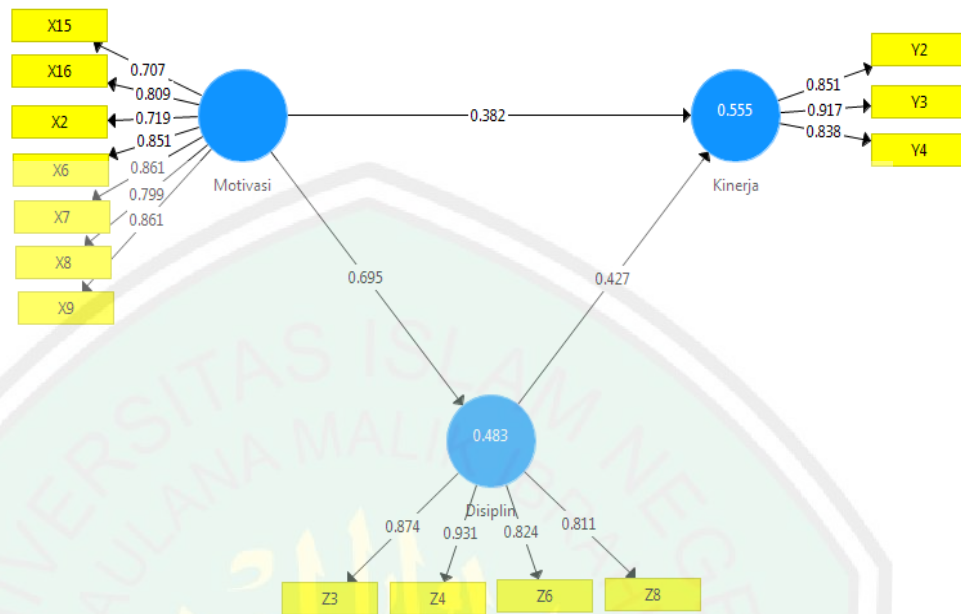 X15
X16
X2
X6
X7
X8
X9
0.707
0.809
0.719
0.851
0.861
0.799
0.861
Motivasi
0.382
0.555
Kinerja
0.851
0.917
0.838
Y2
Y3
Y4
0.695
0.427
0.483
Disiplin
0.874
0.931
0.824
0.811
Z3
Z4
Z6
Z8